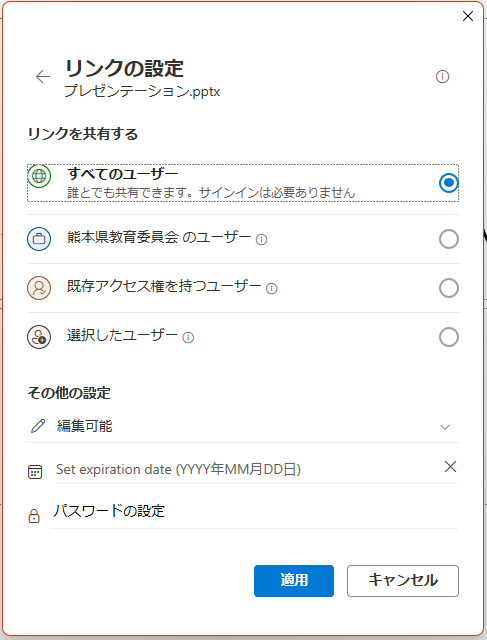 リンクの設定
プレゼンテーション.pptx
リンクを共有する
すべてのユーザー
誰とでも共有できます。サインインは必要ありません
熊本県教育委員会 のユーザー
既存アクセス権を持つユーザー
選択したユーザー
その他の設定
編集可能
Set expiration date (YYYY年MM月DD日)
パスワードの設定
適用
キャンセル